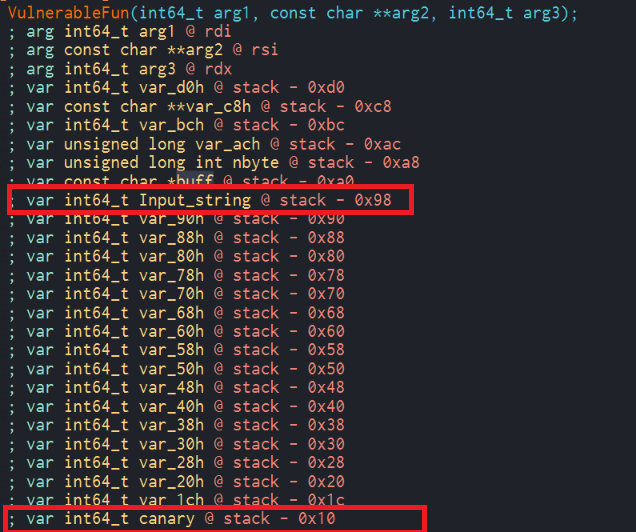 VulnerableFun(int64_t arg1, const char **arg2, int64_t arg3);
; arg int64_t arg1 @ rdi
; arg const char **arg2 @ rsi
; arg int64_t arg3 @ rdx
; var int64_t var_d0h @ stack - 0xd0
; var const char **var_c8h @ stack - 0xc8
; var int64_t var_bch @ stack - 0xbc
; var unsigned long var_ach @ stack - 0xac
; var unsigned long int nbyte @ stack - 0xa8
; var const char *buff @ stack - 0xa0
; var int64_t Input_string @ stack - 0x98
; var int64_t var_90h @ stack - 0x90
; var int64_t var_88h @ stack - 0x88
; var int64_t var_80h @ stack - 0x80
; var int64_t var_78h @ stack - 0x78
; var int64_t var_70h @ stack - 0x70
; var int64_t var_68h @ stack - 0x68
; var int64_t var_60h @ stack - 0x60
; var int64_t var_58h @ stack - 0x58
; var int64_t var_50h @ stack - 0x50
; var int64_t var_48h @ stack - 0x48
; var int64_t var_40h @ stack - 0x40
; var int64_t var_38h @ stack - 0x38
; var int64_t var_30h @ stack - 0x30
; var int64_t var_28h @ stack - 0x28
; var int64_t var_20h @ stack - 0x20
; var int64_t var_1ch @ stack - 0x1c
; var int64_t canary @ stack - 0x10